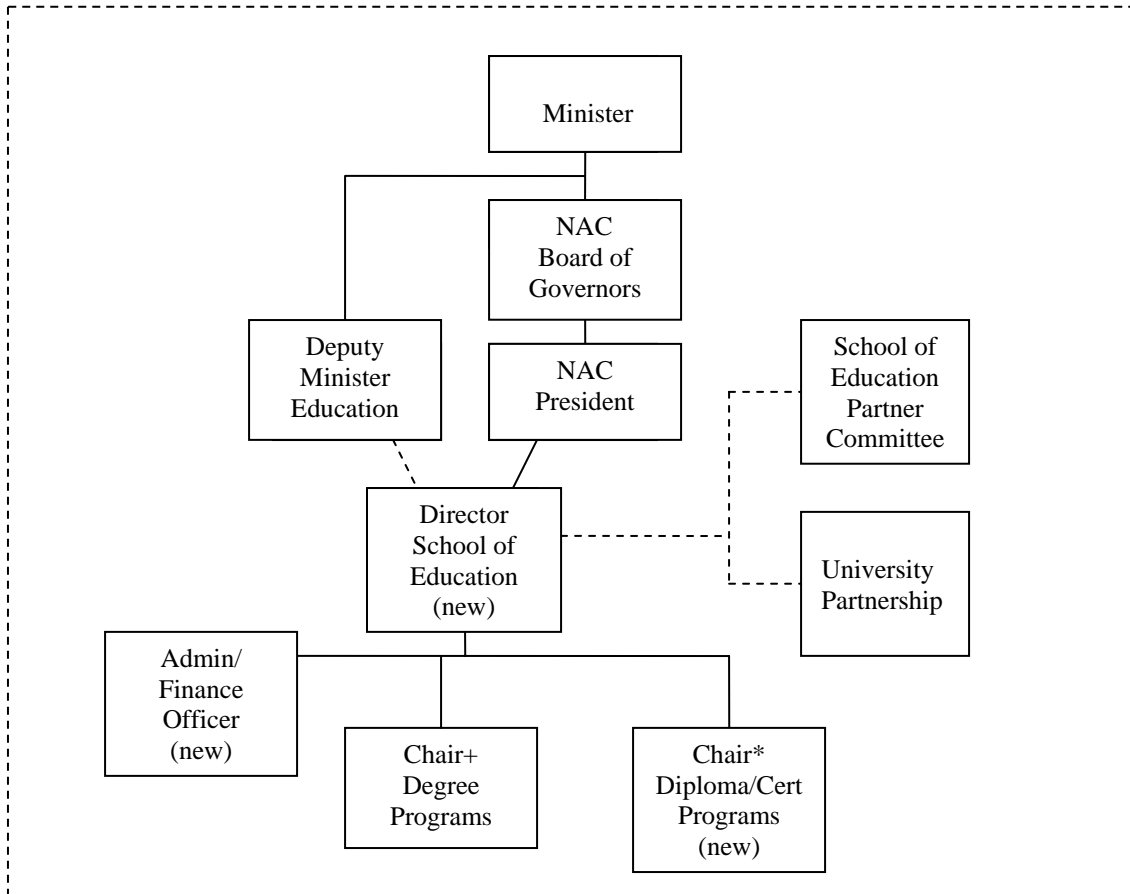 Minister
NAC
Board of
Governors
Deputy
Minister
Education
NAC
President
School of
Education
Partner
Committee
Director
School of
Education
(new)
University
Partnership
Admin/
Finance
Officer
(new)
Chair+
Degree
Programs
Chair*
Diploma/Cert
Programs
(new)